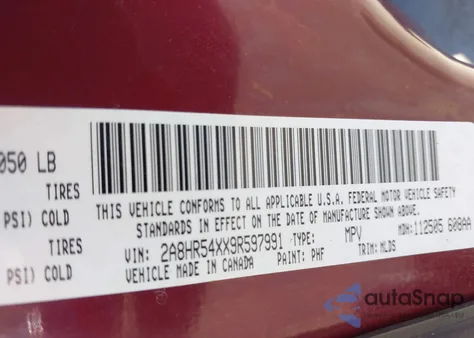 050 LB
TIRES
PSI) COLD
TIRES
PSI) COLD
THIS VEHICLE CONFORMS TO ALL APPLICABLE U.S.A. FEDERAL MOTOR VEHICLE SAFETY
STANDARDS IN EFFECT ON THE DATE OF MANUFACTURE SHOWN ABOVE.
VIN: 2A8HR54XX9R597991 TYPE: MPV MDH: 112505 608AA
VEHICLE MADE IN CANADA PAINT: PHF TRIM: MLDS
autoSnap